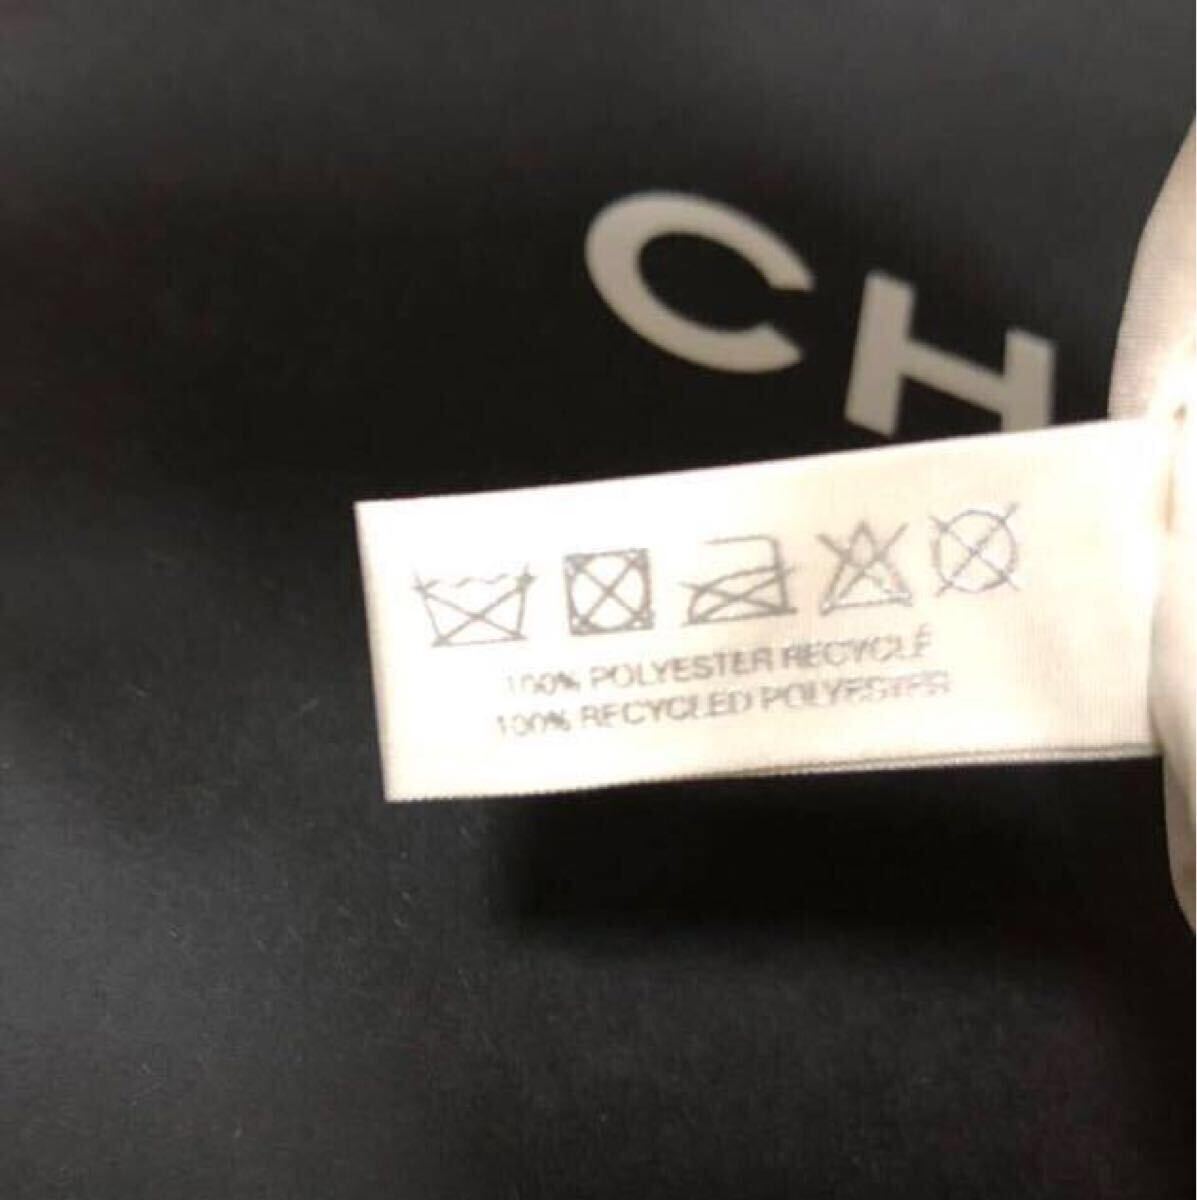 CH
100% POLYESTER RECYCLÉ
100% RECYCLED POLYESTER